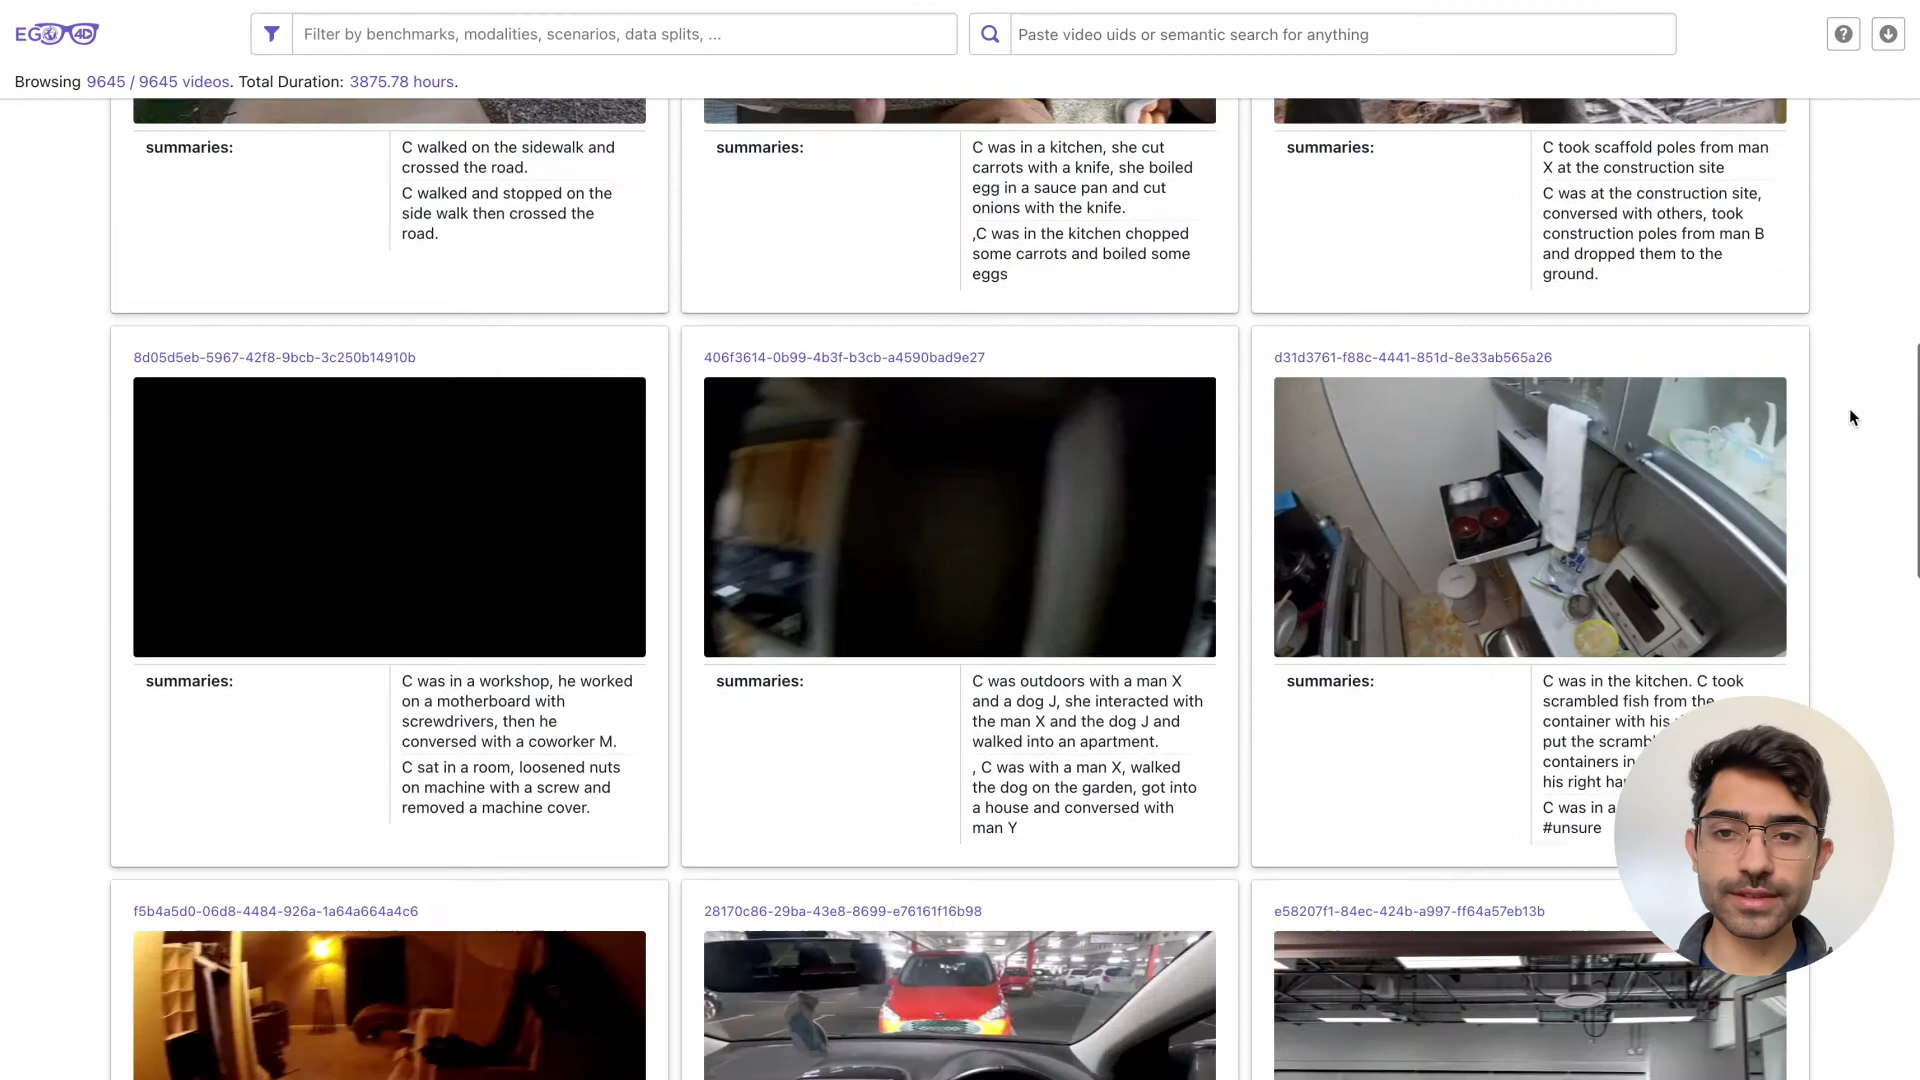 EGO4D
Filter by benchmarks, modalities, scenarios, data splits, ...
Paste video uids or semantic search for anything
?
Browsing 9645 / 9645 videos. Total Duration: 3875.78 hours.
summaries:
C walked on the sidewalk and
crossed the road.
C walked and stopped on the
side walk then crossed the
road.
summaries:
C was in a kitchen, she cut
carrots with a knife, she boiled
egg in a sauce pan and cut
onions with the knife.
,C was in the kitchen chopped
some carrots and boiled some
eggs
summaries:
C took scaffold poles from man
X at the construction site
C was at the construction site,
conversed with others, took
construction poles from man B
and dropped them to the
ground.
8d05d5eb-5967-42f8-9bcb-3c250b14910b
summaries:
C was in a workshop, he worked
on a motherboard with
screwdrivers, then he
conversed with a coworker M.
C sat in a room, loosened nuts
on machine with a screw and
removed a machine cover.
406f3614-0b99-4b3f-b3cb-a4590bad9e27
summaries:
C was outdoors with a man X
and a dog J, she interacted with
the man X and the dog J and
walked into an apartment.
, C was with a man X, walked
the dog on the garden, got into
a house and conversed with
man Y
d31d3761-f88c-4441-851d-8e33ab565a26
summaries:
C was in the kitchen. C took
scrambled fish from the
container with his
put the
containers in
his right
C was in a
#unsure
f5b4a5d0-06d8-4484-926a-1a64a664a4c6
28170c86-29ba-43e8-8699-e76161f16b98
e58207f1-84ec-424b-a997-ff64a57eb13b